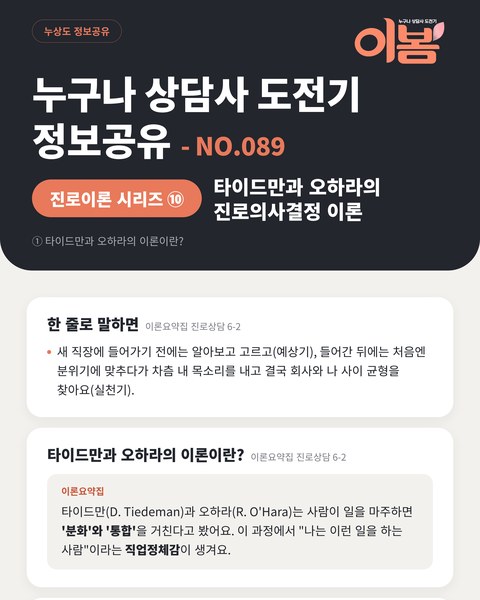 누상도 정보공유
누구나 상담사 도전기
이봄
누구나 상담사 도전기
정보공유 - NO.089
진로이론 시리즈 ⑩
타이드만과 오하라의
진로의사결정 이론
① 타이드만과 오하라의 이론이란?
한 줄로 말하면 이론요약집 진로상담 6-2
• 새 직장에 들어가기 전에는 알아보고 고르고(예상기), 들어간 뒤에는 처음엔
분위기에 맞추다가 차츰 내 목소리를 내고 결국 회사와 나 사이 균형을
찾아요(실천기).
타이드만과 오하라의 이론이란? 이론요약집 진로상담 6-2
이론요약집
타이드만(D. Tiedeman)과 오하라(R. O'Hara)는 사람이 일을 마주하면
'분화'와 '통합'을 거친다고 봤어요. 이 과정에서 "나는 이런 일을 하는
사람"이라는 직업정체감이 생겨요.